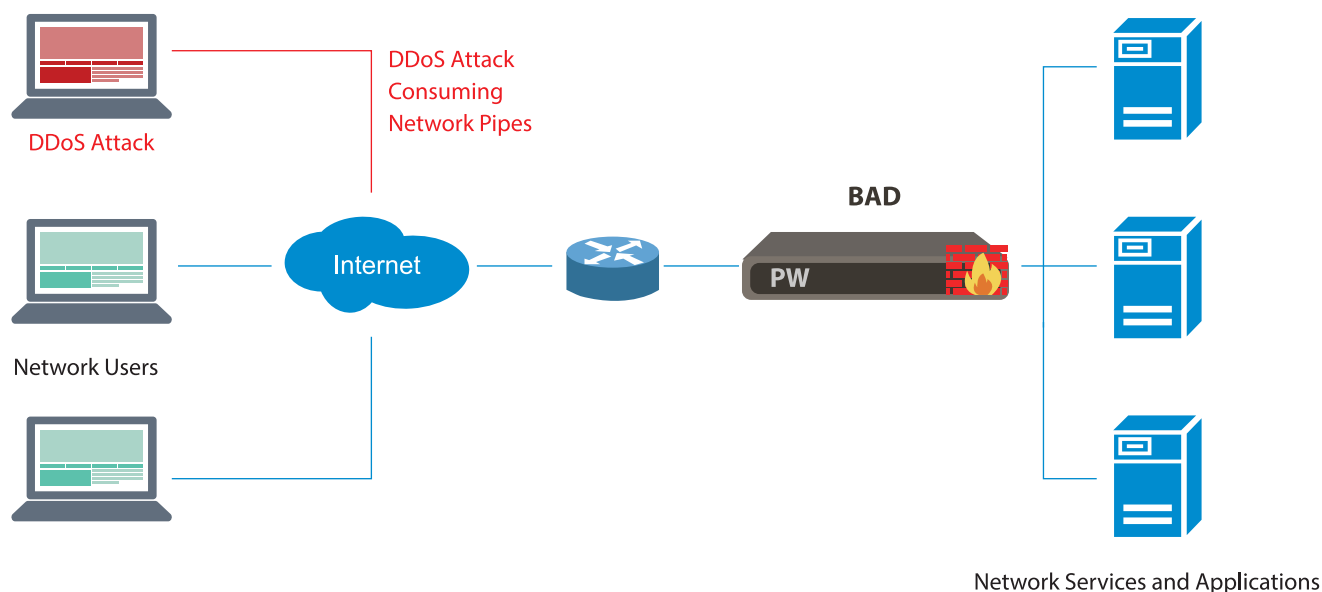 DDoS Attack
Consuming
Network Pipes
DDoS Attack
BAD
Internet
PW
Network Users
Network Services and Applications